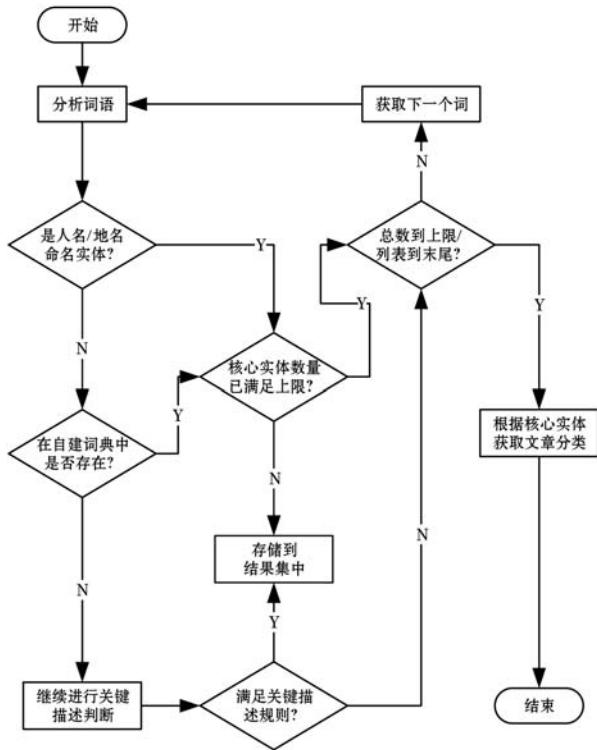 开始
分析词语
获取下一个词
N
是人名/地名
命名实体?
Y
总数到上限/
列表到末尾?
Y
Y
N
核心实体数量
已满足上限?
Y
在自建词典中
是否存在?
根据核心实体
获取文章分类
N
N
存储到
结果集中
N
Y
继续进行关键
描述判断
满足关键描
述规则?
结束